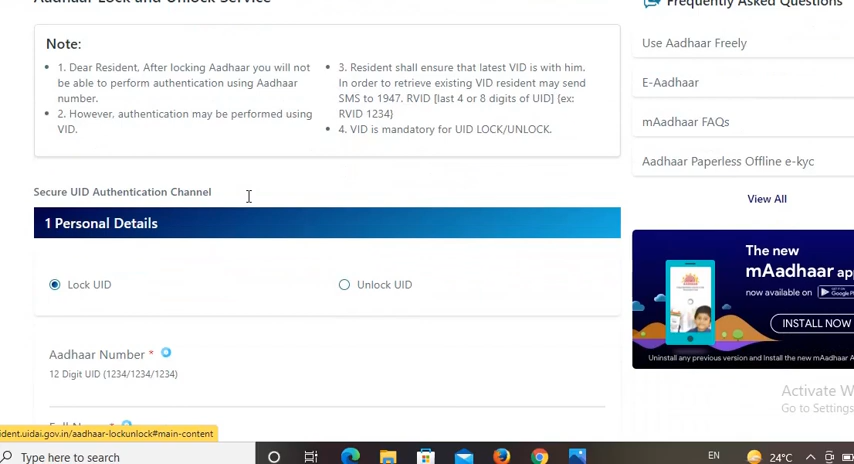 Aadhaar Lock and Unlock Service
Note:
1. Dear Resident, After locking Aadhaar you will not
be able to perform authentication using Aadhaar
number.
2. However, authentication may be performed using
VID.
3. Resident shall ensure that latest VID is with him.
In order to retrieve existing VID resident may send
SMS to 1947. RVID [last 4 or 8 digits of UID] (ex:
RVID 1234)
4. VID is mandatory for UID LOCK/UNLOCK.
Secure UID Authentication Channel
1 Personal Details
Lock UID
Unlock UID
Aadhaar Number *
12 Digit UID (1234/1234/1234)
ident.uidai.gov.in/aadhaar-lockunlock#main-content
Frequently Asked Questions
Use Aadhaar Freely
E-Aadhaar
mAadhaar FAQs
Aadhaar Paperless Offline e-kyc
View All
The new
mAadhaar app
now available on
GET IT ON
Google P
INSTALL NOW
Uninstall any previous version and Install the new mAadhaar A
Activate W
Go to Settings
Type here to search
EN
24°C